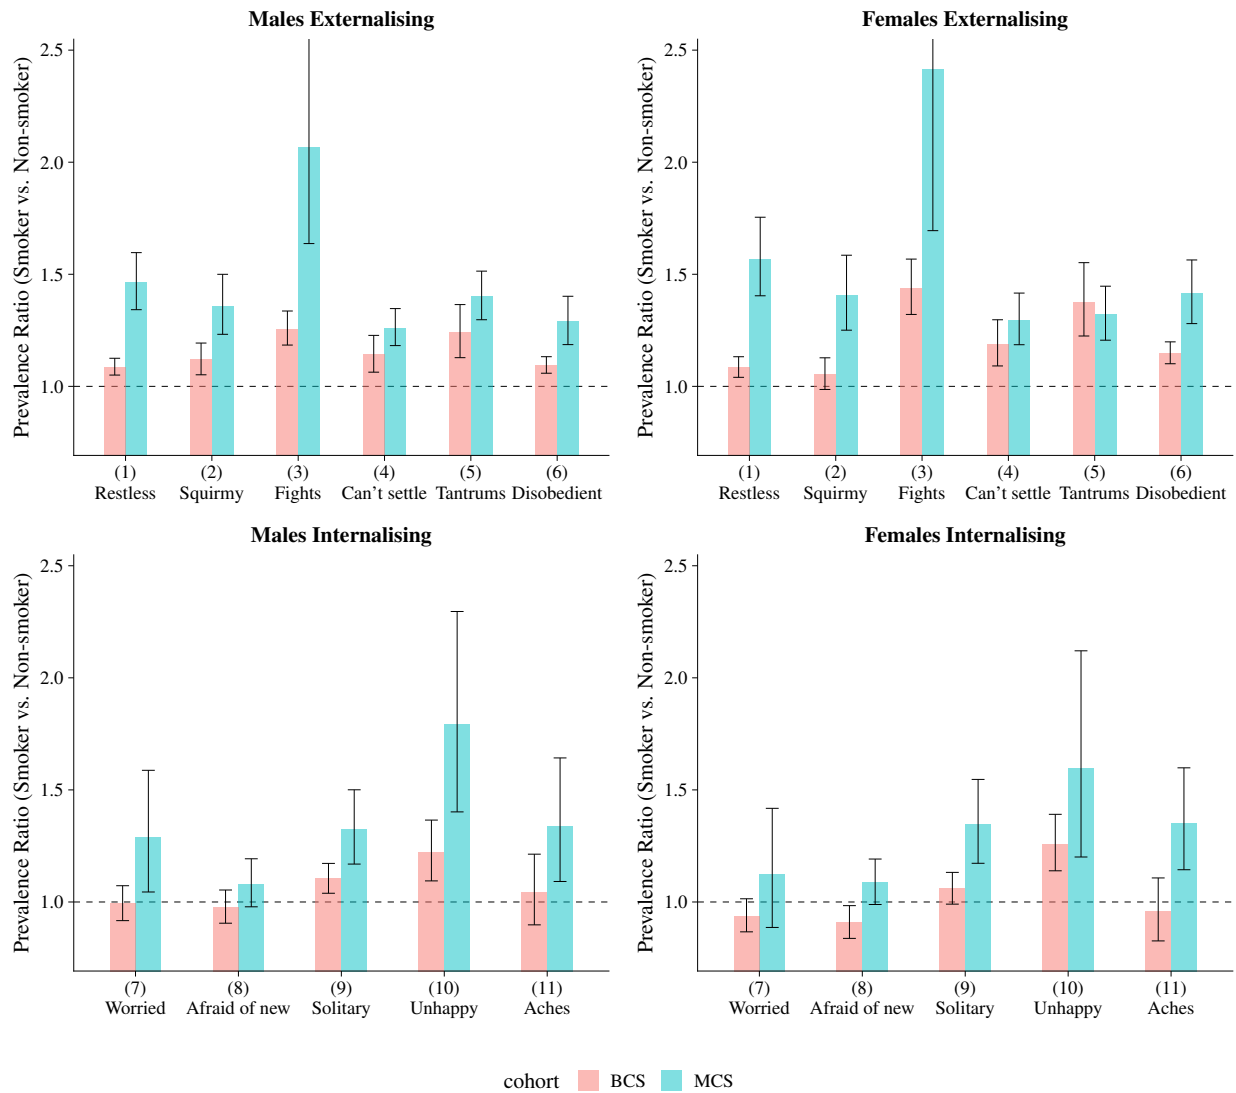 Males Externalising
Prevalence Ratio (Smoker vs. Non-smoker)
2.5
2.0
1.5
1.0
(1) (2) (3) (4) (5) (6)
Restless Squirmy Fights Can't settle Tantrums Disobedient
Females Externalising
Prevalence Ratio (Smoker vs. Non-smoker)
2.5
2.0
1.5
1.0
(1) (2) (3) (4) (5) (6)
Restless Squirmy Fights Can't settle Tantrums Disobedient
Males Internalising
Prevalence Ratio (Smoker vs. Non-smoker)
2.5
2.0
1.5
1.0
(7) (8) (9) (10) (11)
Worried Afraid of new Solitary Unhappy Aches
Females Internalising
Prevalence Ratio (Smoker vs. Non-smoker)
2.5
2.0
1.5
1.0
(7) (8) (9) (10) (11)
Worried Afraid of new Solitary Unhappy Aches
cohort BCS MCS